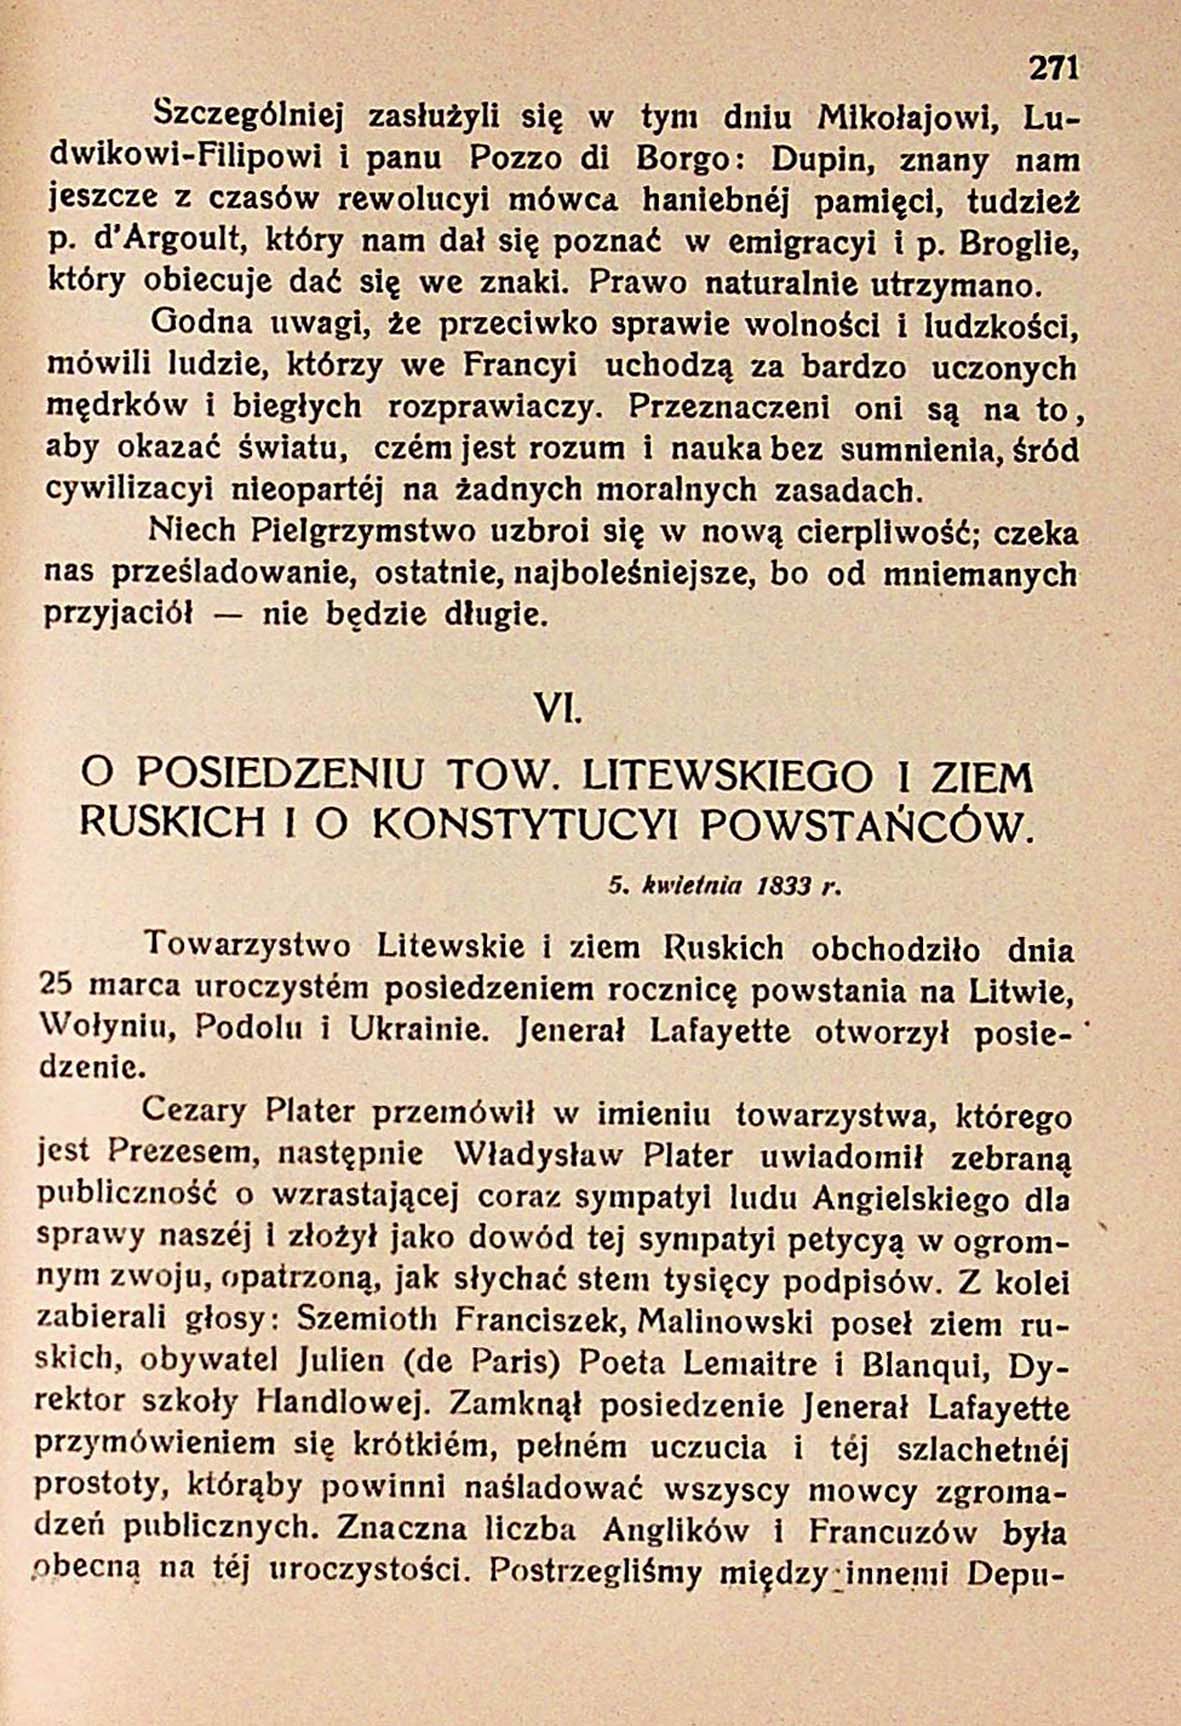 271
Szczególniej zasłużyli się w tym dniu Mikołajowi, Lu-
dwikowi-Filipowi i panu Pozzo di Borgo: Dupin, znany nam
jeszcze z czasów rewolucyi mówca haniebnéj pamięci, tudzież
p. d'Argoult, który nam dał się poznać w emigracyi i p. Broglie,
który obiecuje dać się we znaki. Prawo naturalnie utrzymano.
Godna uwagi, że przeciwko sprawie wolności i ludzkości,
mówili ludzie, którzy we Francyi uchodzą za bardzo uczonych
mędrków i biegłych rozprawiaczy. Przeznaczeni oni są na to,
aby okazać światu, czém jest rozum i nauka bez sumnienia, śród
cywilizacyi nieopartéj na żadnych moralnych zasadach.
Niech Pielgrzymstwo uzbroi się w nową cierpliwość; czeka
nas prześladowanie, ostatnie, najboleśniejsze, bo od mniemanych
przyjaciół — nie będzie długie.
VI.
O POSIEDZENIU TOW. LITEWSKIEGO I ZIEM
RUSKICH I O KONSTYTUCYI POWSTAŃCÓW.
5. kwietnia 1833 r.
Towarzystwo Litewskie i ziem Ruskich obchodziło dnia
25 marca uroczystém posiedzeniem rocznicę powstania na Litwie,
Wołyniu, Podolu i Ukrainie. Jenerał Lafayette otworzył posie-
dzenie.
Cezary Plater przemówił w imieniu towarzystwa, którego
jest Prezesem, następnie Władysław Plater uwiadomił zebraną
publiczność o wzrastającej coraz sympatyi ludu Angielskiego dla
sprawy naszéj i złożył jako dowód tej sympatyi petycyą w ogrom-
nym zwoju, opatrzoną, jak słychać stem tysięcy podpisów. Z kolei
zabierali głosy: Szemioth Franciszek, Malinowski poseł ziem ru-
skich, obywatel Julien (de Paris) Poeta Lemaitre i Blanqui, Dy-
rektor szkoły Handlowej. Zamknął posiedzenie Jenerał Lafayette
przymówieniem się krótkiém, pełném uczucia i téj szlachetnéj
prostoty, którąby powinni naśladować wszyscy mowcy zgroma-
dzeń publicznych. Znaczna liczba Anglików i Francuzów była
obecną na téj uroczystości. Postrzegliśmy między innemi Depu-